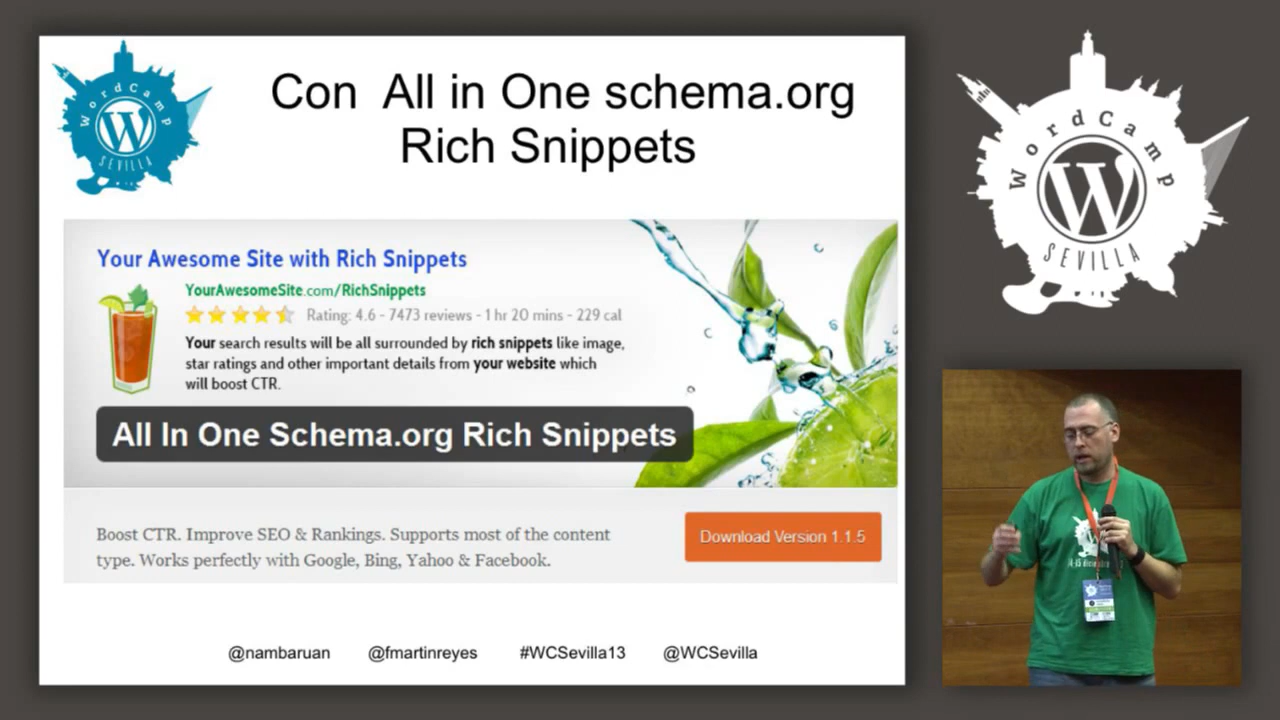 WordCamp
W
SEVILLA
Con All in One schema.org
Rich Snippets
Your Awesome Site with Rich Snippets
YourAwesomeSite.com/RichSnippets
Rating: 4.6 - 7473 reviews - 1 hr 20 mins - 229 cal
Your search results will be all surrounded by rich snippets like image,
star ratings and other important details from your website which
will boost CTR.
All In One Schema.org Rich Snippets
Boost CTR. Improve SEO & Rankings. Supports most of the content
type. Works perfectly with Google, Bing, Yahoo & Facebook.
Download Version 1.1.5
@nambaruan @fmartinreyes #WCSevilla13 @WCSevilla
WordCamp
W
SEVILLA